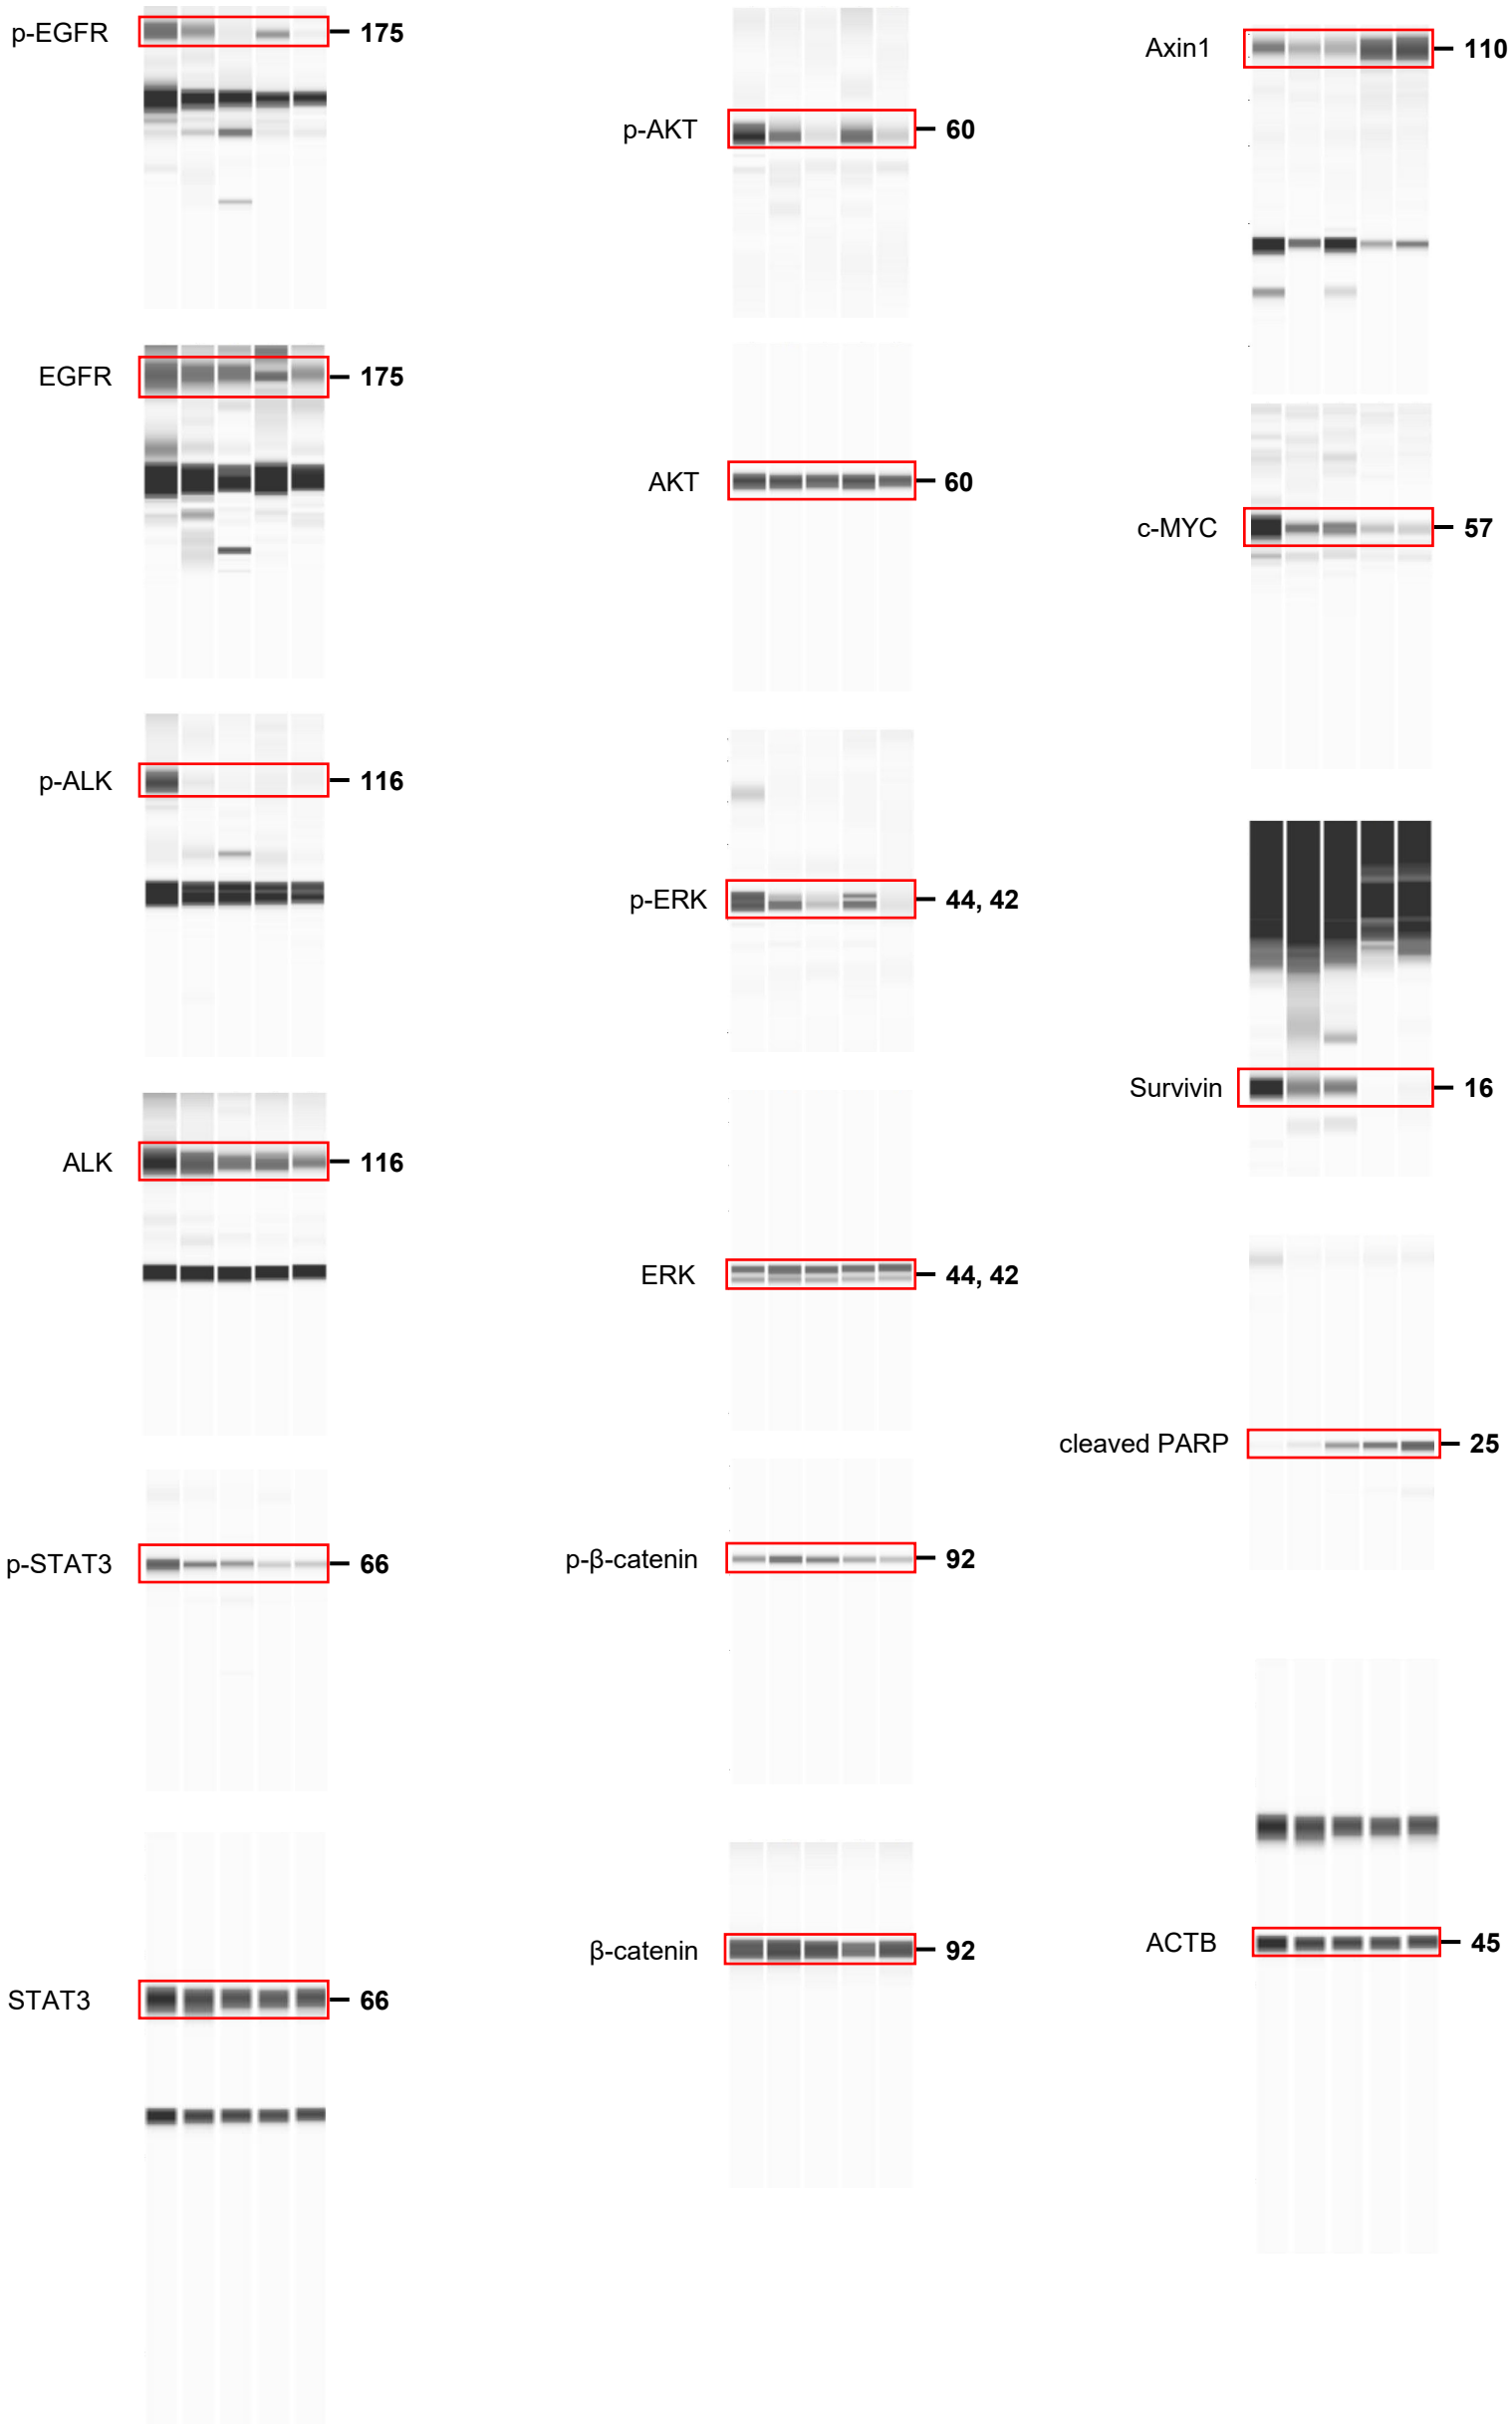 p-EGFR 175
EGFR 175
p-ALK 116
ALK 116
p-STAT3 66
STAT3 66
p-AKT 60
AKT 60
p-ERK 44, 42
ERK 44, 42
p-β-catenin 92
β-catenin 92
Axin1 110
c-MYC 57
Survivin 16
cleaved PARP 25
ACTB 45